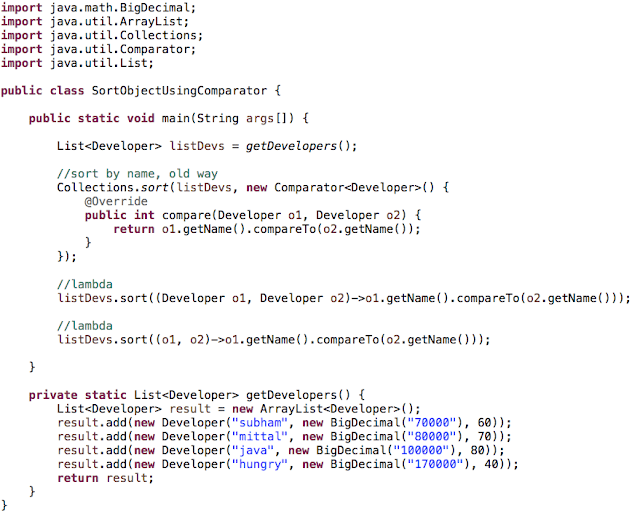 import java.math.BigDecimal;
import java.util.ArrayList;
import java.util.Collections;
import java.util.Comparator;
import java.util.List;

public class SortObjectUsingComparator {

    public static void main(String args[]) {

        List<Developer> listDevs = getDevelopers();

        //sort by name, old way
        Collections.sort(listDevs, new Comparator<Developer>() {
            @Override
            public int compare(Developer o1, Developer o2) {
                return o1.getName().compareTo(o2.getName());
            }
        });

        //lambda
        listDevs.sort((Developer o1, Developer o2)->o1.getName().compareTo(o2.getName()));

        //lambda
        listDevs.sort((o1, o2)->o1.getName().compareTo(o2.getName()));

    }

    private static List<Developer> getDevelopers() {
        List<Developer> result = new ArrayList<Developer>();
        result.add(new Developer("subham", new BigDecimal("70000"), 60));
        result.add(new Developer("mittal", new BigDecimal("80000"), 70));
        result.add(new Developer("java", new BigDecimal("100000"), 80));
        result.add(new Developer("hungry", new BigDecimal("170000"), 40));
        return result;
    }
}